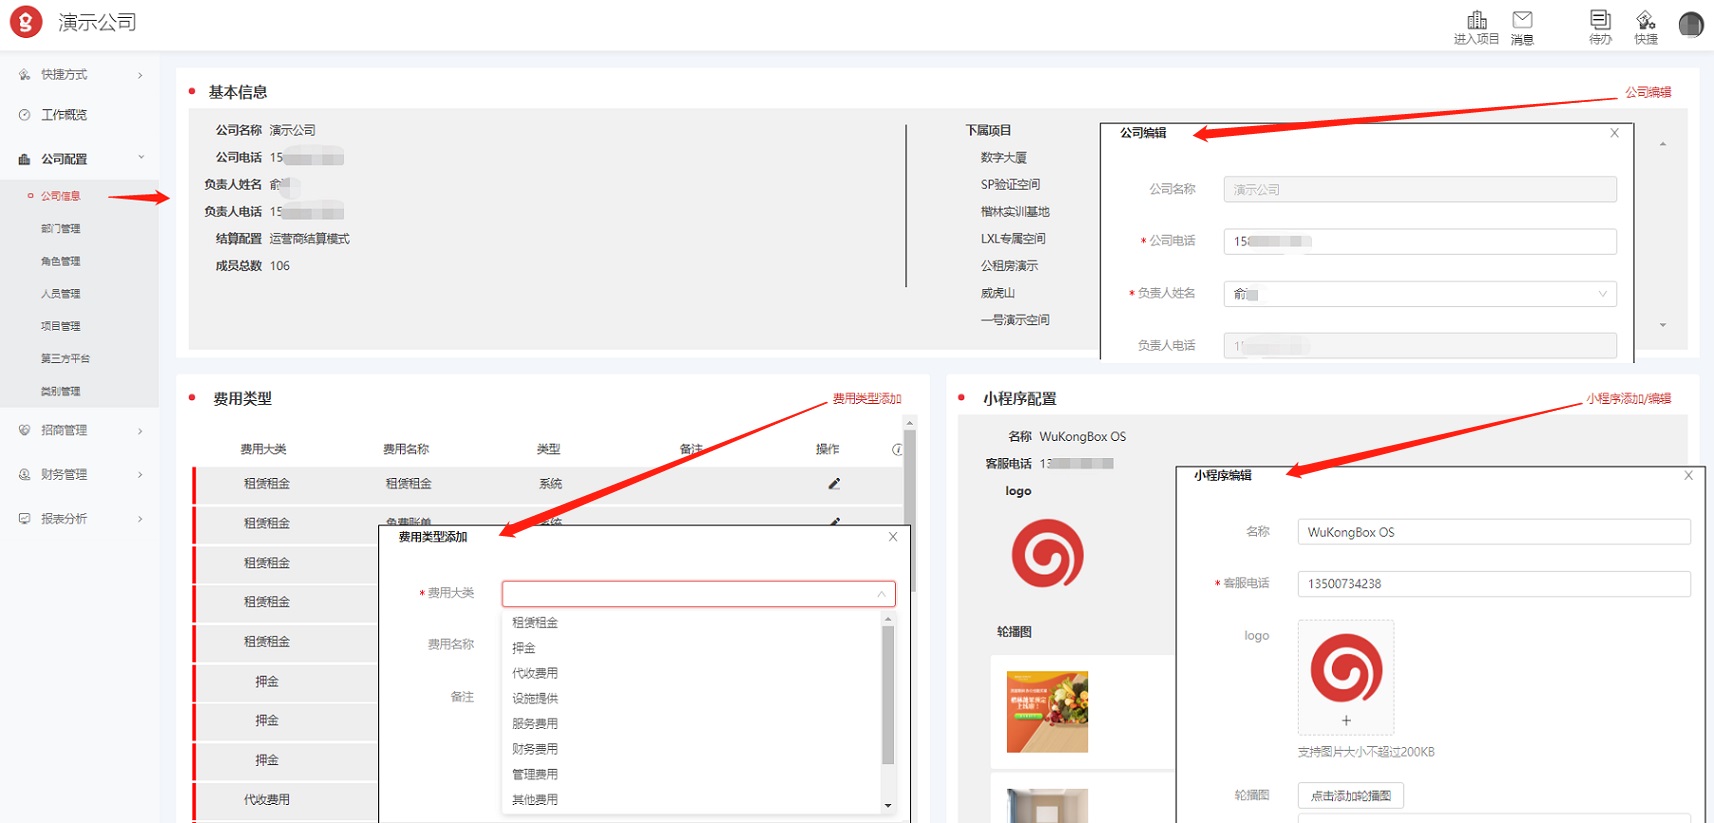 演示公司
进入项目
消息
待办
快捷
快捷方式
工作概览
公司配置
公司信息
部门管理
角色管理
人员管理
项目管理
第三方平台
类别管理
招商管理
财务管理
报表分析
基本信息
公司编辑
公司名称 演示公司
公司电话 15
负责人姓名 俞
负责人电话 15
结算配置 运营商结算模式
成员总数 106
下属项目
数字大厦
SP验证空间
楷林实训基地
LXL专属空间
公租房演示
威虎山
一号演示空间
公司编辑
公司名称 演示公司
* 公司电话 158
* 负责人姓名 俞
负责人电话 1
费用类型
费用类型添加
费用大类 费用名称 类型 备注 操作
租赁租金 租赁租金 系统
租赁租金 免费账单 系统
租赁租金
租赁租金
租赁租金
押金
押金
押金
代收费用
费用类型添加
* 费用大类
费用名称
备注
租赁租金
押金
代收费用
设施提供
服务费用
财务费用
管理费用
其他费用
小程序配置
小程序添加/编辑
名称 WuKongBox OS
客服电话 13
logo
轮播图
小程序编辑
名称 WuKongBox OS
* 客服电话 13500734238
logo
+
支持图片大小不超过200KB
轮播图 点击添加轮播图